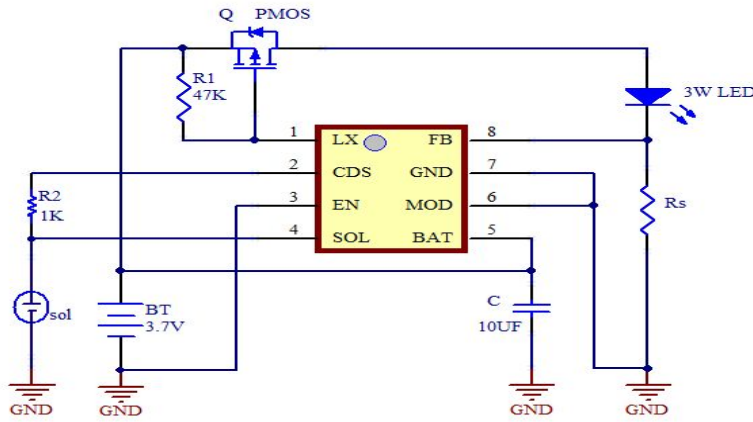 Q PMOS
R1
47K
3W LED
1 LX FB 8
2 CDS GND 7
R2
1K
3 EN MOD 6
Rs
4 SOL BAT 5
sol
BT
3.7V
C
10UF
GND GND GND GND